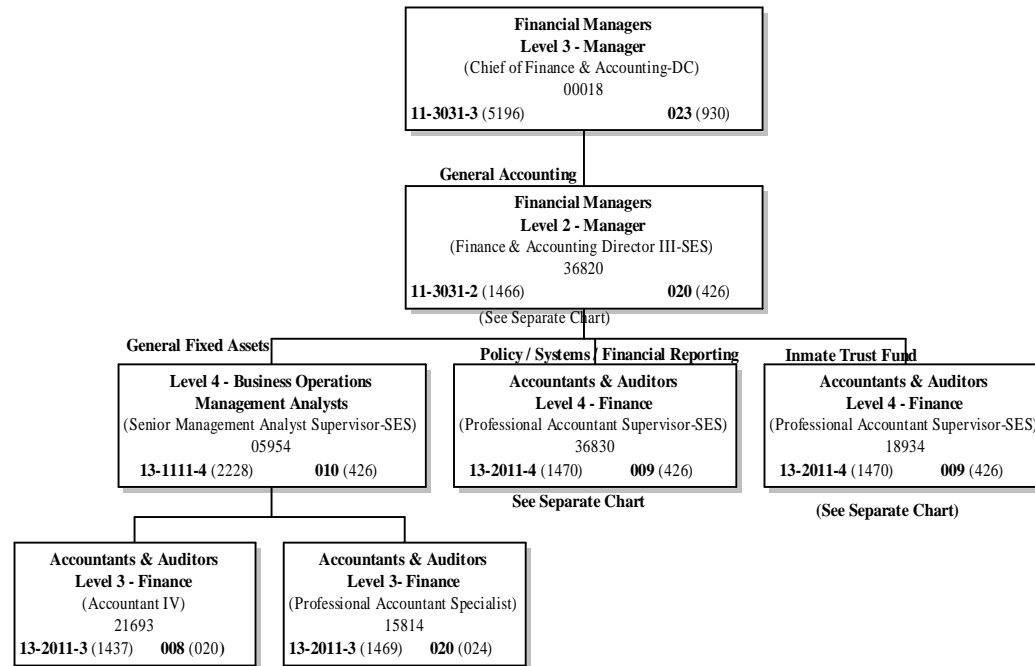 Financial Managers
Level 3 - Manager
(Chief of Finance & Accounting-DC)
00018
11-3031-3 (5196) 023 (930)
General Accounting
Financial Managers
Level 2 - Manager
(Finance & Accounting Director III-SES)
36820
11-3031-2 (1466) 020 (426)
(See Separate Chart)
General Fixed Assets
Level 4 - Business Operations
Management Analysts
(Senior Management Analyst Supervisor-SES)
05954
13-1111-4 (2228) 010 (426)
Policy / Systems / Financial Reporting
Accountants & Auditors
Level 4 - Finance
(Professional Accountant Supervisor-SES)
36830
13-2011-4 (1470) 009 (426)
See Separate Chart
Inmate Trust Fund
Accountants & Auditors
Level 4 - Finance
(Professional Accountant Supervisor-SES)
18934
13-2011-4 (1470) 009 (426)
(See Separate Chart)
Accountants & Auditors
Level 3 - Finance
(Accountant IV)
21693
13-2011-3 (1437) 008 (020)
Accountants & Auditors
Level 3- Finance
(Professional Accountant Specialist)
15814
13-2011-3 (1469) 020 (024)